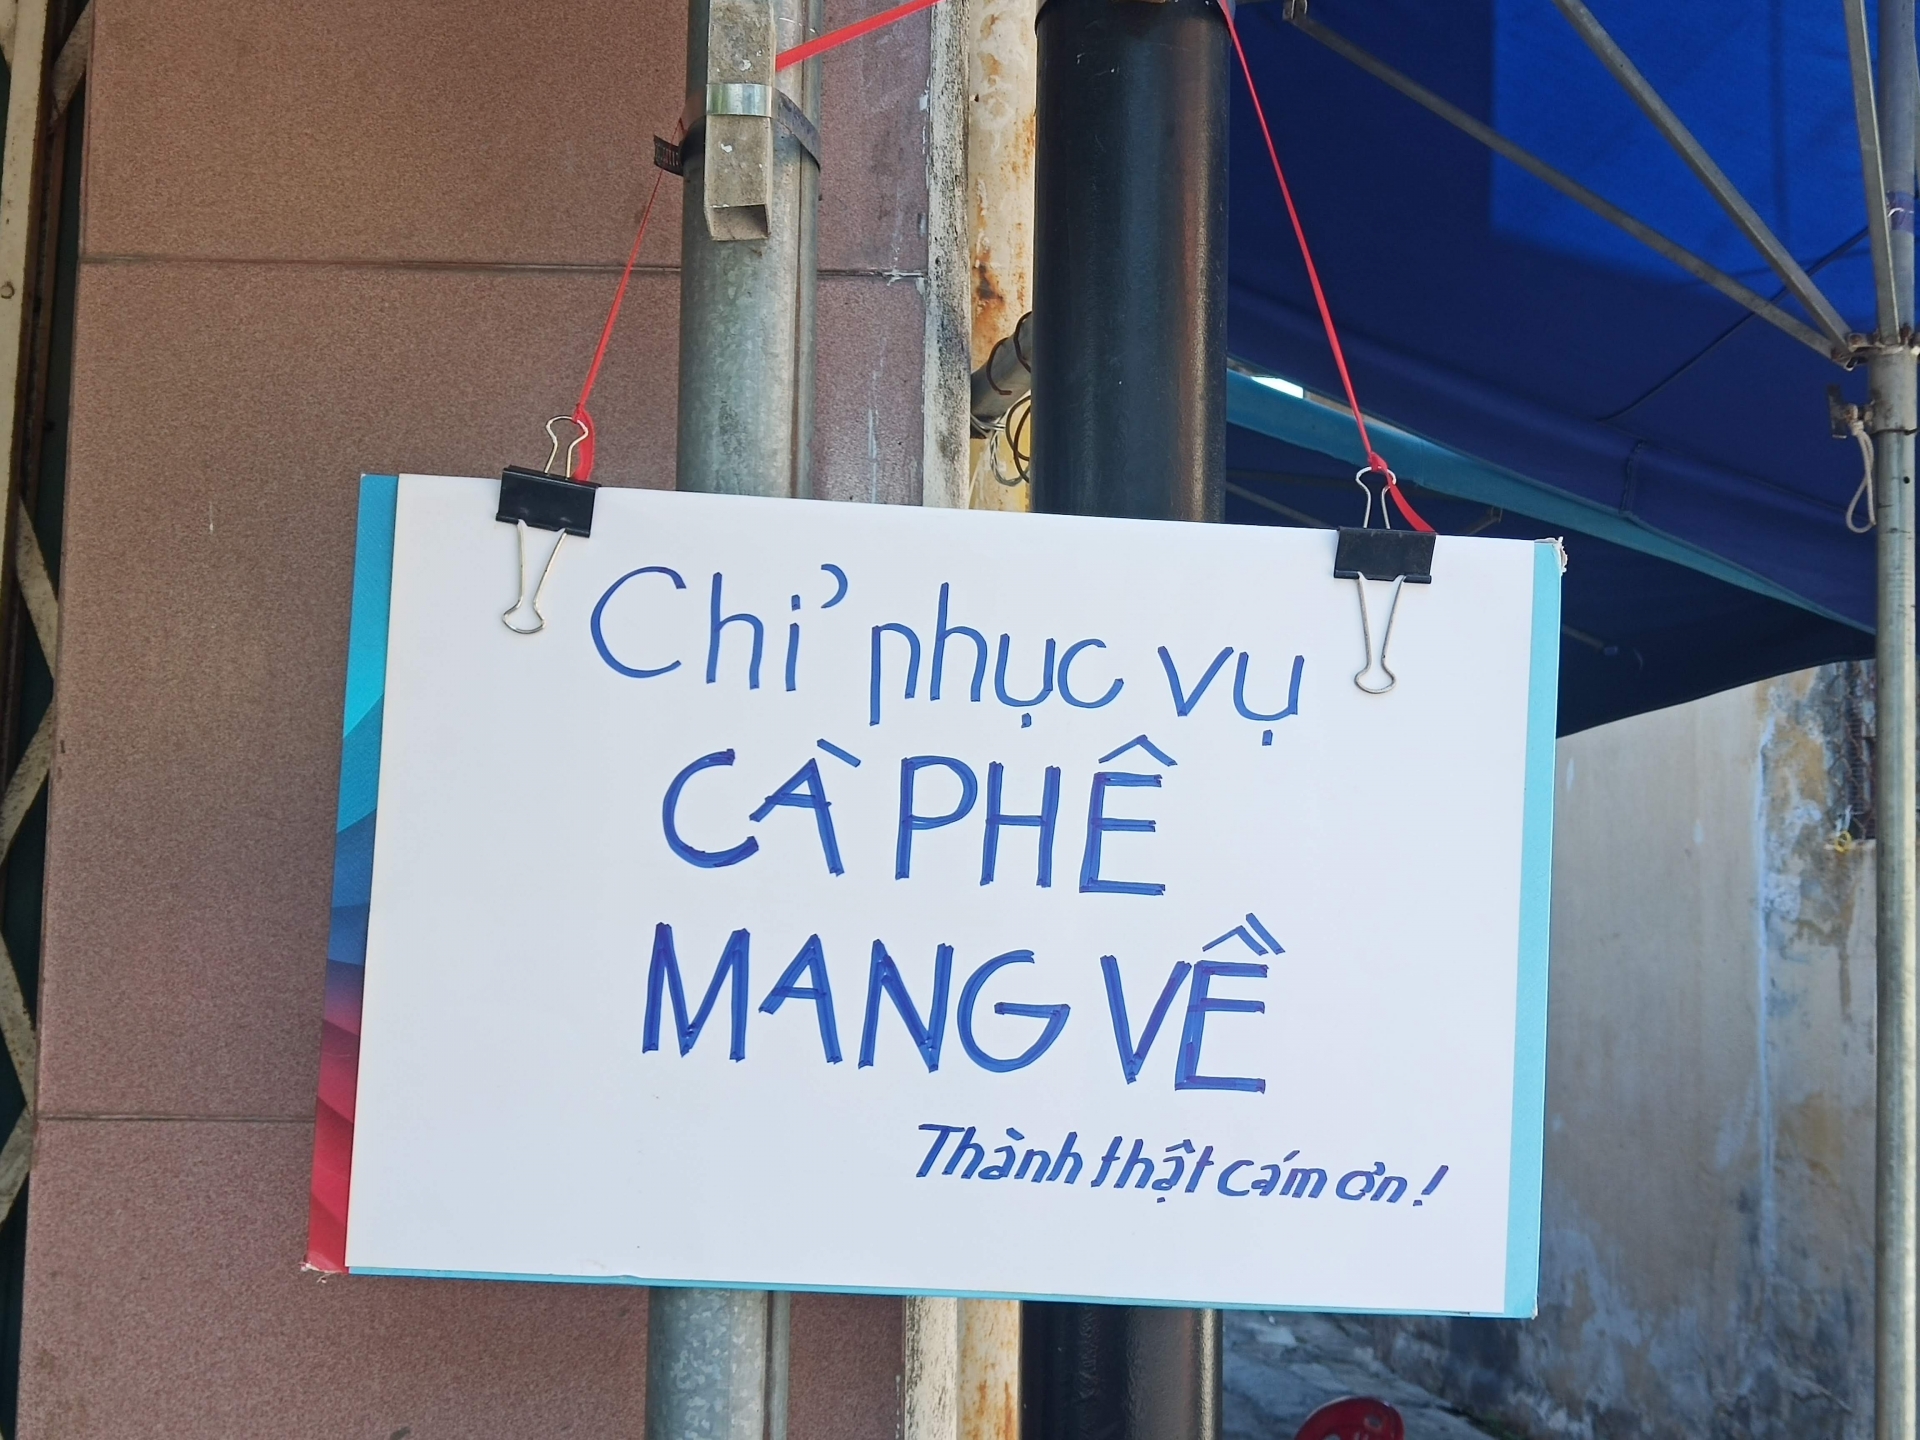 Chỉ phục vụ
CÀ PHÊ
MANG VỀ
Thành thật cám ơn!